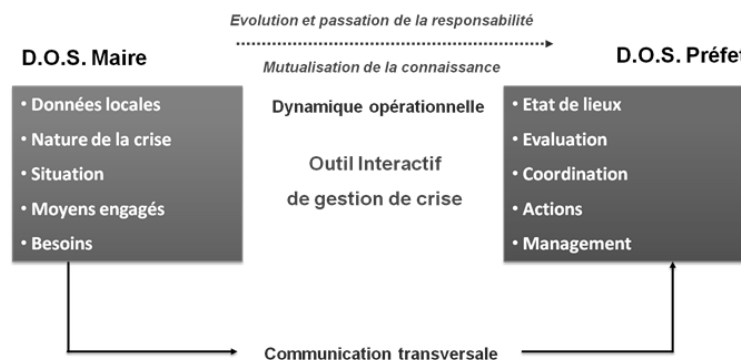 Evolution et passation de la responsabilité
D.O.S. Maire
D.O.S. Préfet
Mutualisation de la connaissance
• Données locales
• Nature de la crise
• Situation
• Moyens engagés
• Besoins
Dynamique opérationnelle
Outil Interactif
de gestion de crise
• Etat de lieux
• Evaluation
• Coordination
• Actions
• Management
Communication transversale